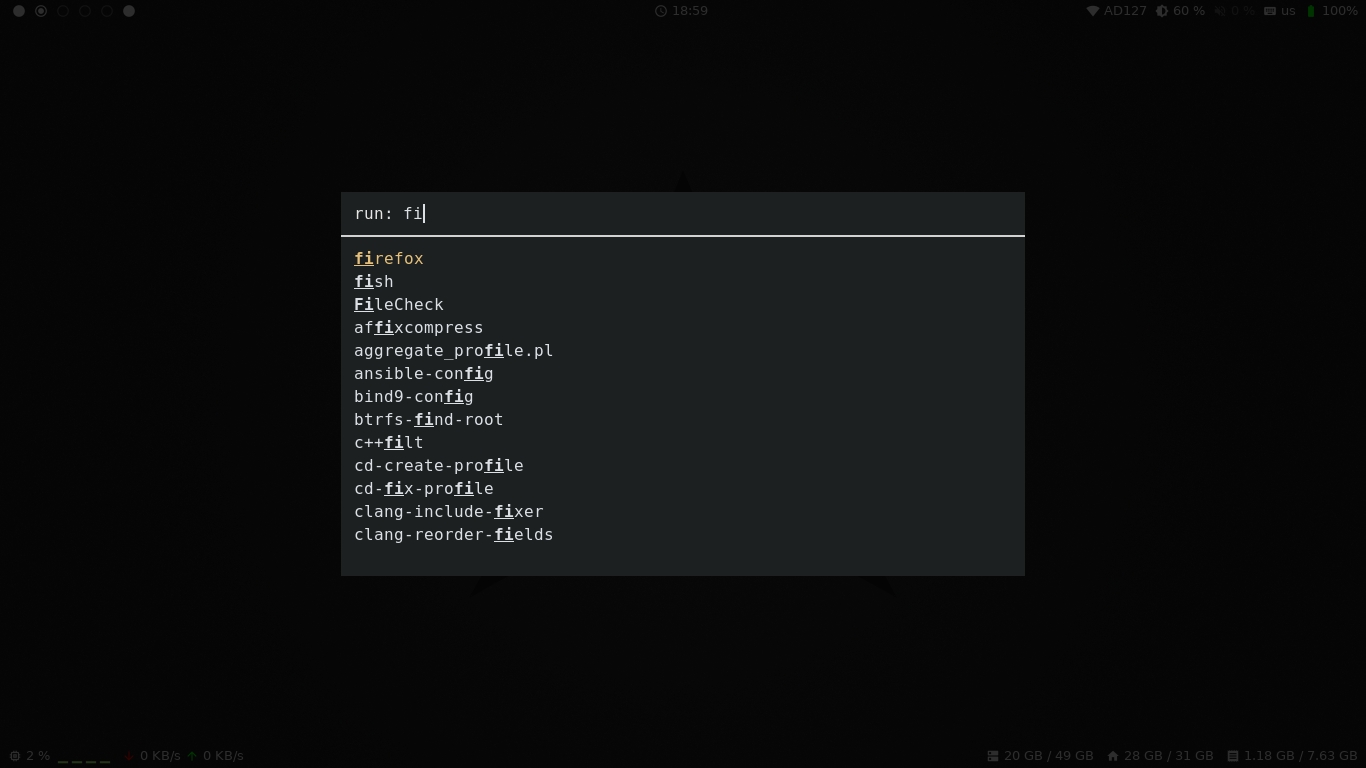 18:59
AD127 60 % 0 % us 100%
run: fi
firefox
fish
FileCheck
affixcompress
aggregate_profile.pl
ansible-config
bind9-config
btrfs-find-root
c++filt
cd-create-profile
cd-fix-profile
clang-include-fixer
clang-reorder-fields
2 % 0 KB/s 0 KB/s
20 GB / 49 GB 28 GB / 31 GB 1.18 GB / 7.63 GB